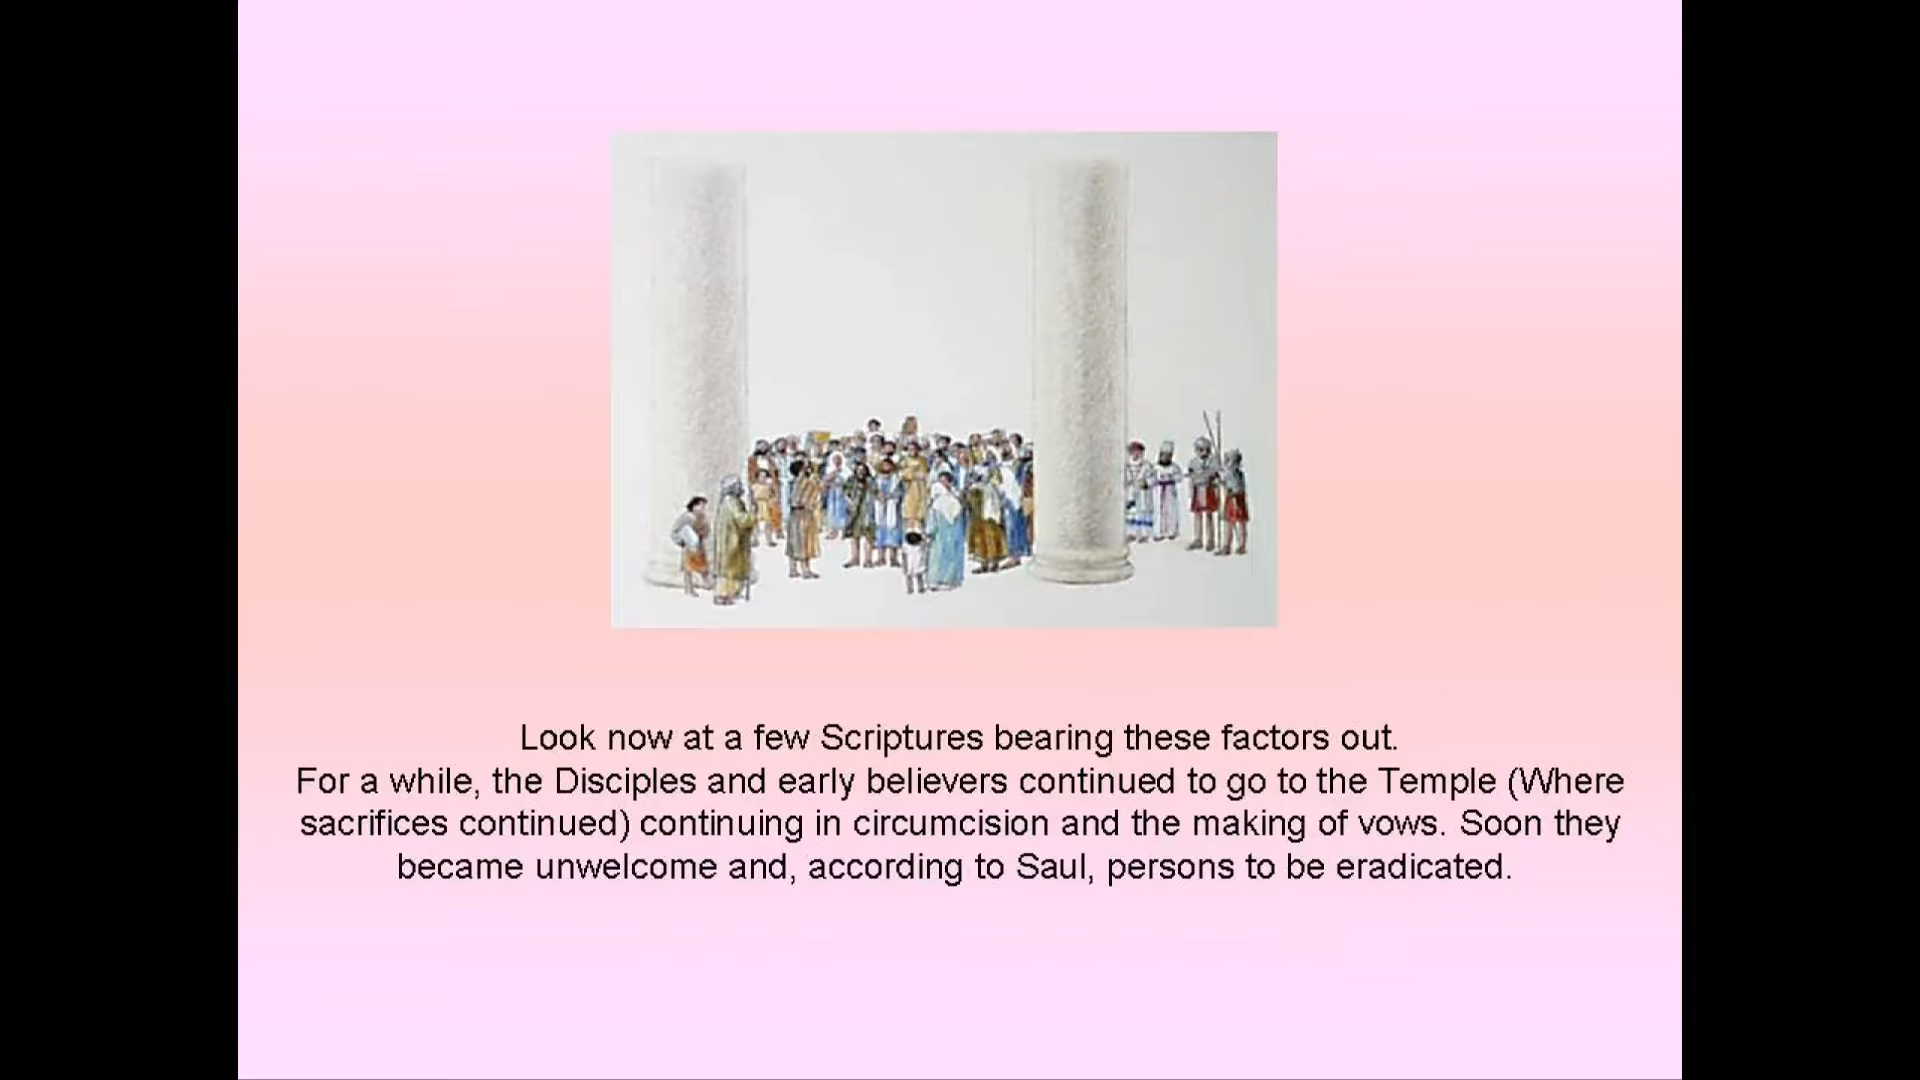 Look now at a few Scriptures bearing these factors out.
For a while, the Disciples and early believers continued to go to the Temple (Where
sacrifices continued) continuing in circumcision and the making of vows. Soon they
became unwelcome and, according to Saul, persons to be eradicated.